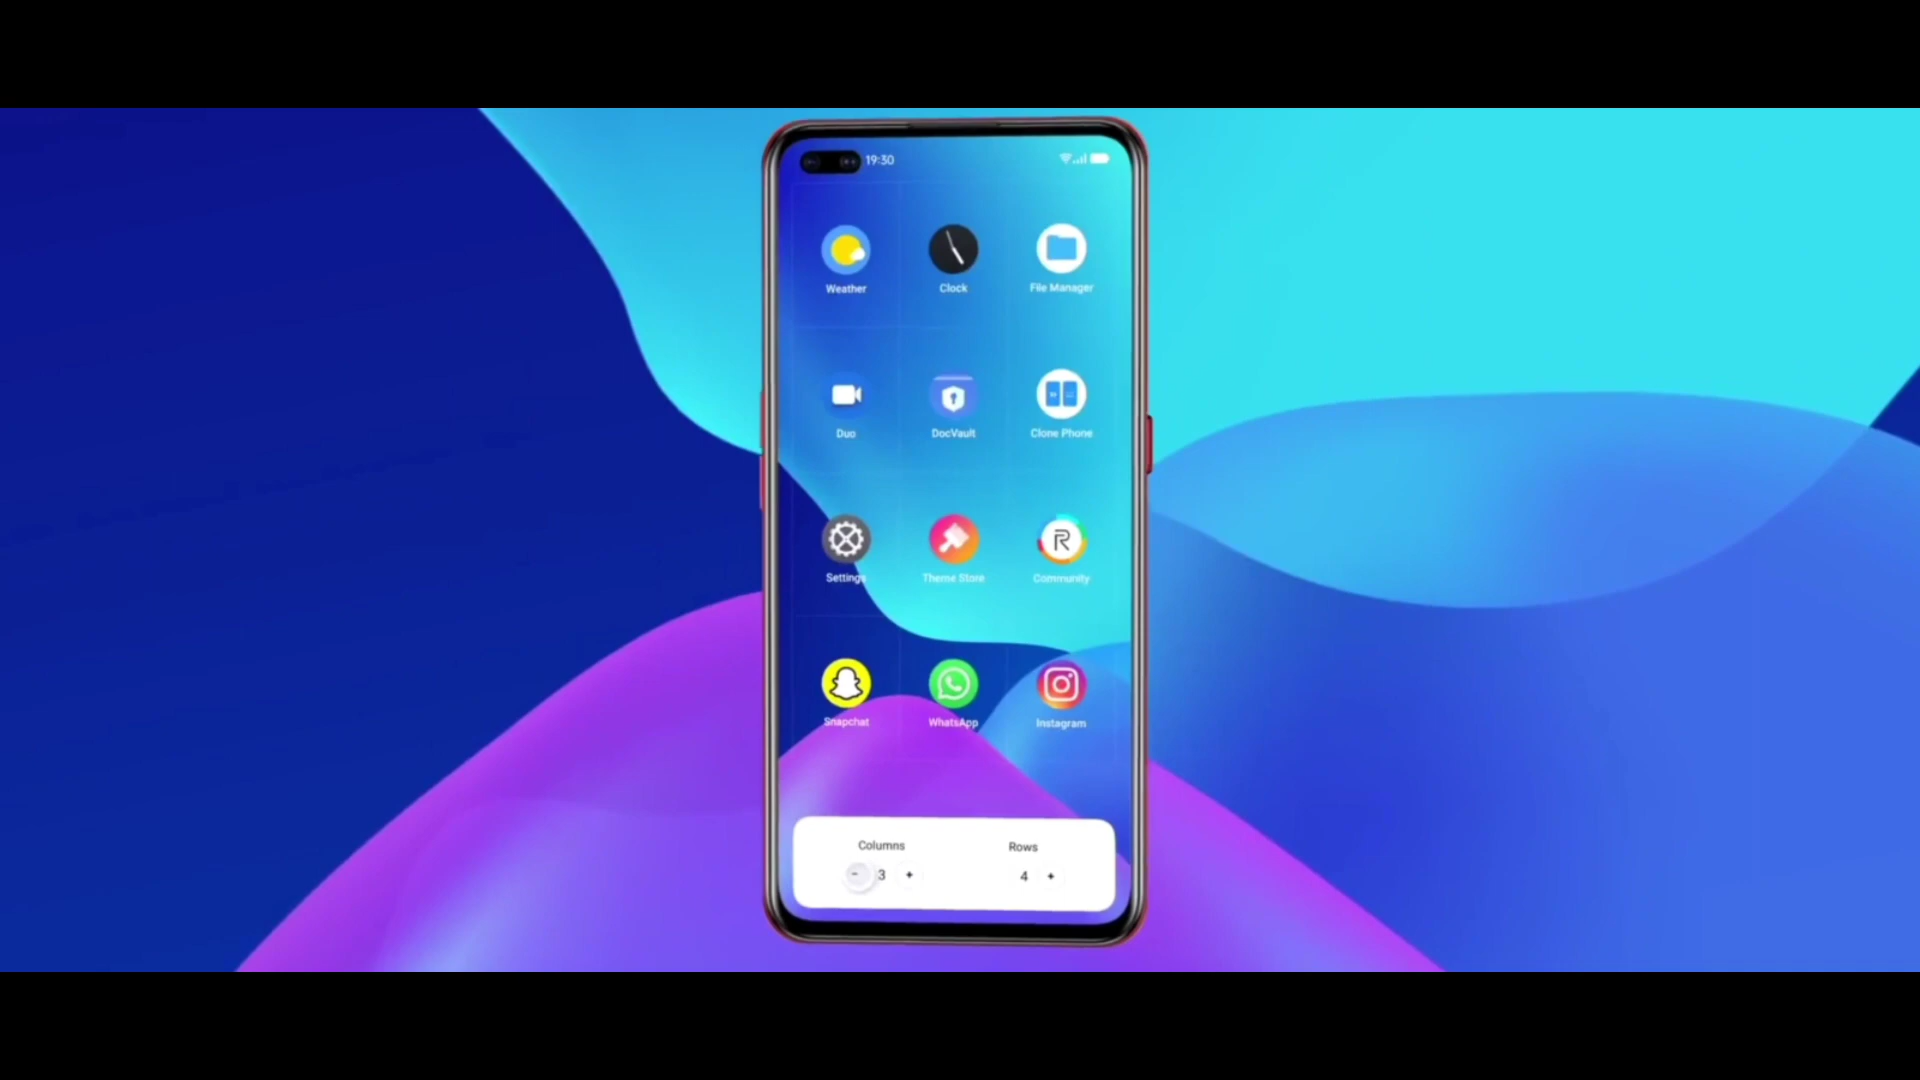 19:30
Weather Clock File Manager
Duo DocVault Clone Phone
Settings Theme Store Community
Snapchat WhatsApp Instagram
Columns Rows
- 3 + 4 +